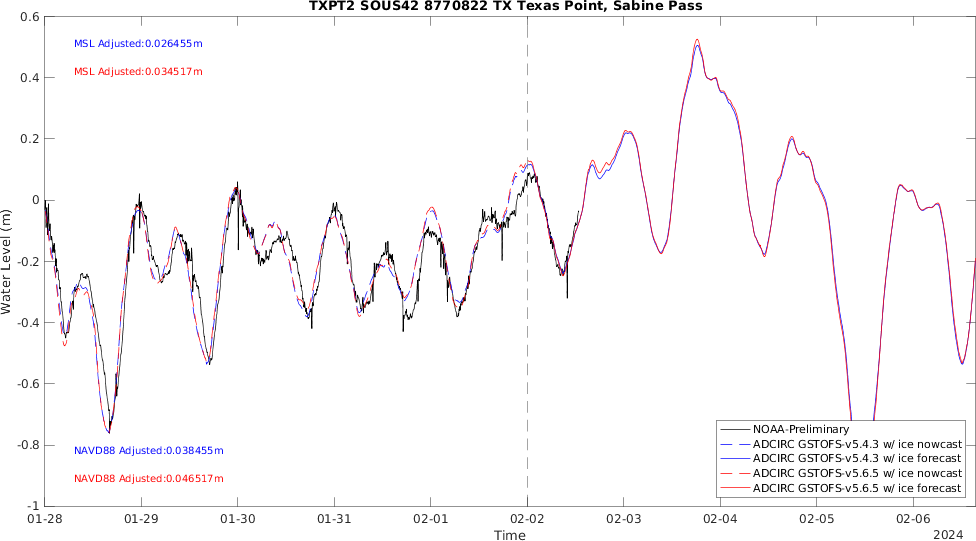 TXPT2 SOUS42 8770822 TX Texas Point, Sabine Pass
0.6
MSL Adjusted:0.026455m
MSL Adjusted:0.034517m
0.4
0.2
0
-0.2
-0.4
-0.6
-0.8
-1
Water Level (m)
NAVD88 Adjusted:0.038455m
NAVD88 Adjusted:0.046517m
NOAA-Preliminary
ADCIRC GSTOFS-v5.4.3 w/ ice nowcast
ADCIRC GSTOFS-v5.4.3 w/ ice forecast
ADCIRC GSTOFS-v5.6.5 w/ ice nowcast
ADCIRC GSTOFS-v5.6.5 w/ ice forecast
01-28 01-29 01-30 01-31 02-01 02-02 02-03 02-04 02-05 02-06
Time
2024